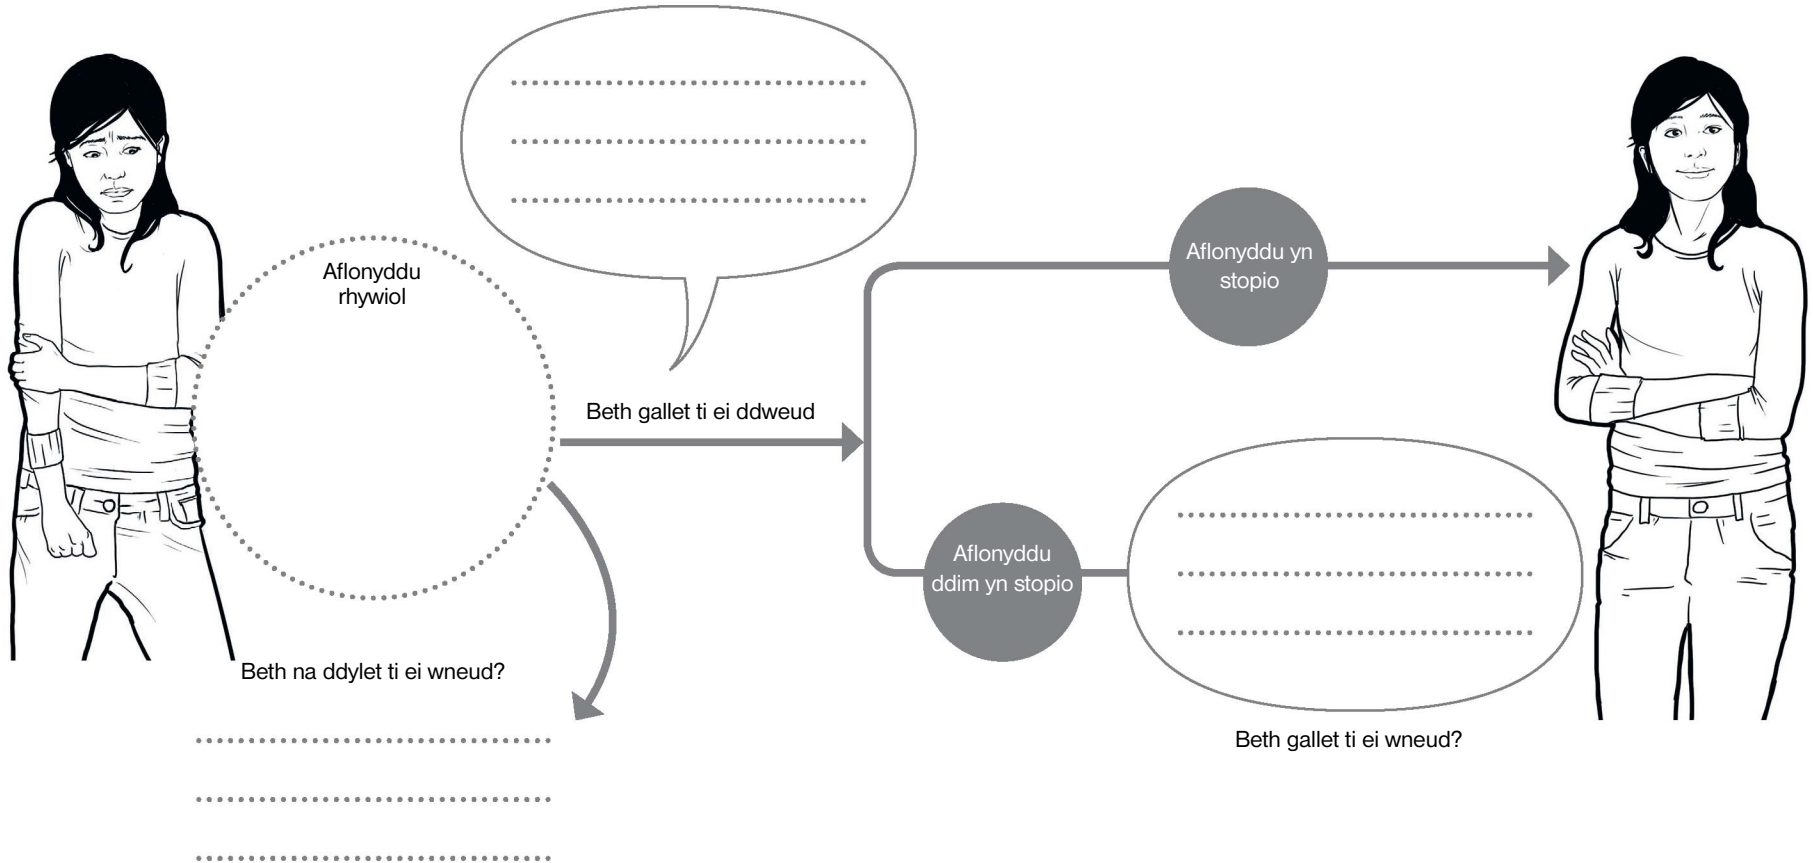 Aflonyddu
rhywiol
Beth gallet ti ei ddweud
Aflonyddu yn
stopio
Aflonyddu
ddim yn stopio
Beth na ddylet ti ei wneud?
Beth gallet ti ei wneud?